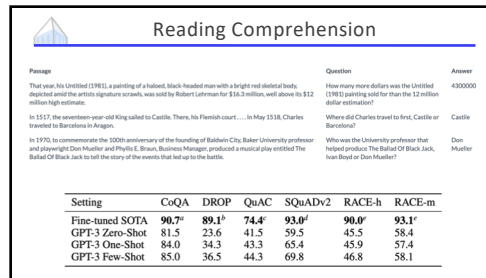 Reading Comprehension
Passage Question Answer
That year, his Untitled (1981), a painting of a haloed, black-headed man with a bright red skeletal body, depicted amid the artists signature scrawls, was sold by Robert Lehrman for $16.3 million, well above its $12 million high estimate.
How many more dollars was the Untitled (1981) painting sold for than the 12 million dollar estimation?
4300000
In 1517, the seventeen-year-old King sailed to Castile. There, his Flemish court .... In May 1518, Charles traveled to Barcelona in Aragon.
Where did Charles travel to first, Castile or Barcelona?
Castile
In 1970, to commemorate the 100th anniversary of the founding of Baldwin City, Baker University professor and playwright Don Mueller and Phyllis E. Braun, Business Manager, produced a musical play entitled The Ballad Of Black Jack to tell the story of the events that led up to the battle.
Who was the University professor that helped produce The Ballad Of Black Jack, Ivan Boyd or Don Mueller?
Don Mueller
Setting CoQA DROP QuAC SQuADv2 RACE-h RACE-m
Fine-tuned SOTA 90.7a 89.1b 74.4c 93.0d 90.0e 93.1e
GPT-3 Zero-Shot 81.5 23.6 41.5 59.5 45.5 58.4
GPT-3 One-Shot 84.0 34.3 43.3 65.4 45.9 57.4
GPT-3 Few-Shot 85.0 36.5 44.3 69.8 46.8 58.1